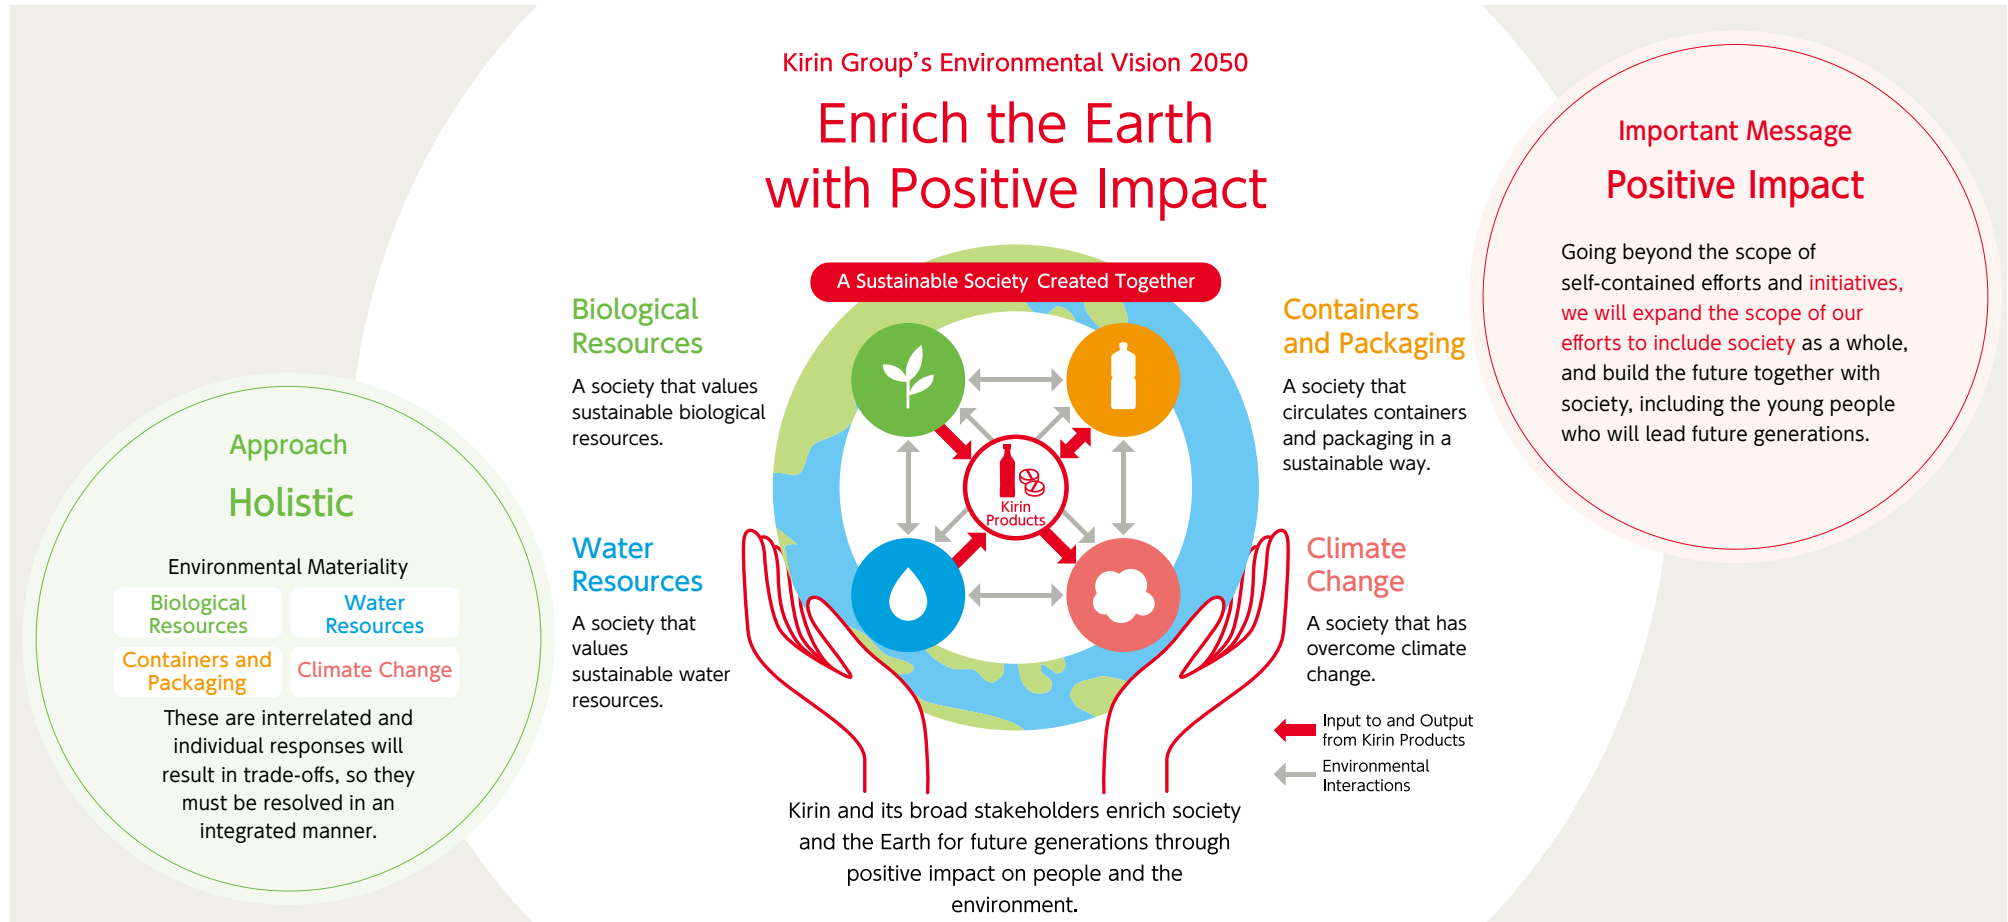 Kirin Group's Environmental Vision 2050
Enrich the Earth
with Positive Impact
A Sustainable Society Created Together
Biological
Resources
A society that values
sustainable biological
resources.
Containers
and Packaging
A society that
circulates containers
and packaging in a
sustainable way.
Kirin
Products
Water
Resources
A society that
values
sustainable water
resources.
Climate
Change
A society that has
overcome climate
change.
Input to and Output
from Kirin Products
Environmental
Interactions
Kirin and its broad stakeholders enrich society
and the Earth for future generations through
positive impact on people and the
environment.
Approach
Holistic
Environmental Materiality
Biological
Resources
Water
Resources
Containers and
Packaging
Climate Change
These are interrelated and
individual responses will
result in trade-offs, so they
must be resolved in an
integrated manner.
Important Message
Positive Impact
Going beyond the scope of
self-contained efforts and initiatives,
we will expand the scope of our
efforts to include society as a whole,
and build the future together with
society, including the young people
who will lead future generations.